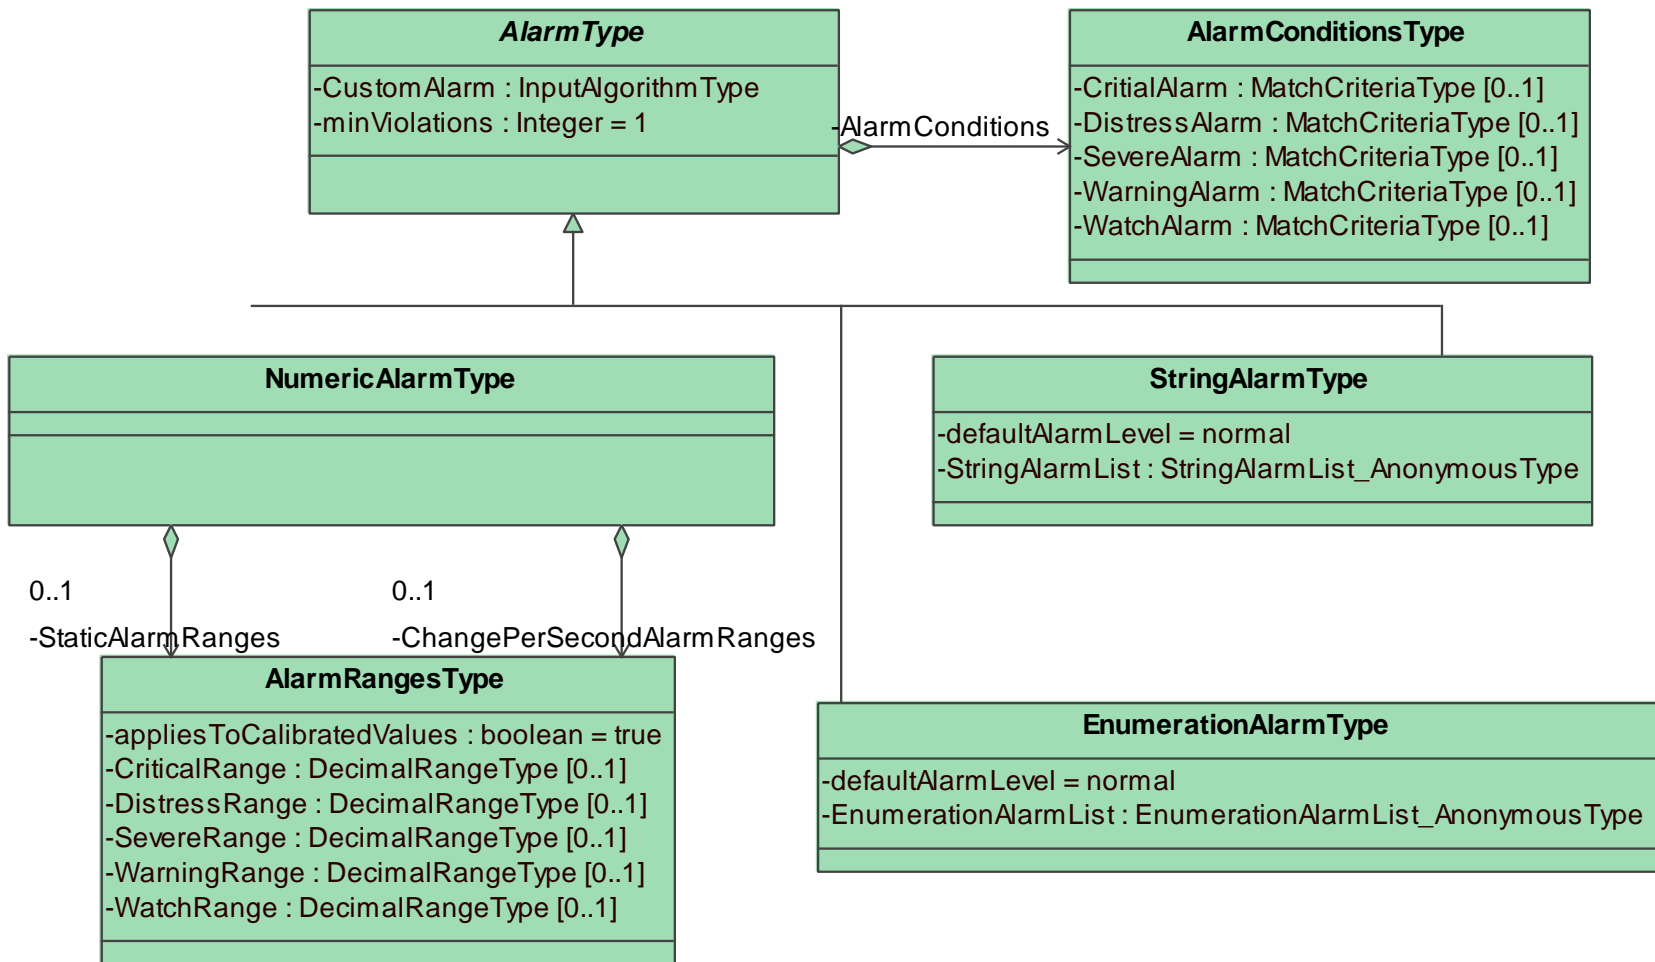 AlarmType
-CustomAlarm : InputAlgorithmType
-minViolations : Integer = 1
-AlarmConditions
AlarmConditionsType
-CritialAlarm : MatchCriteriaType [0..1]
-DistressAlarm : MatchCriteriaType [0..1]
-SevereAlarm : MatchCriteriaType [0..1]
-WarningAlarm : MatchCriteriaType [0..1]
-WatchAlarm : MatchCriteriaType [0..1]
NumericAlarmType
StringAlarmType
-defaultAlarmLevel = normal
-StringAlarmList : StringAlarmList_AnonymousType
0..1
-StaticAlarmRanges
0..1
-ChangePerSecondAlarmRanges
AlarmRangesType
-appliesToCalibratedValues : boolean = true
-CriticalRange : DecimalRangeType [0..1]
-DistressRange : DecimalRangeType [0..1]
-SevereRange : DecimalRangeType [0..1]
-WarningRange : DecimalRangeType [0..1]
-WatchRange : DecimalRangeType [0..1]
EnumerationAlarmType
-defaultAlarmLevel = normal
-EnumerationAlarmList : EnumerationAlarmList_AnonymousType